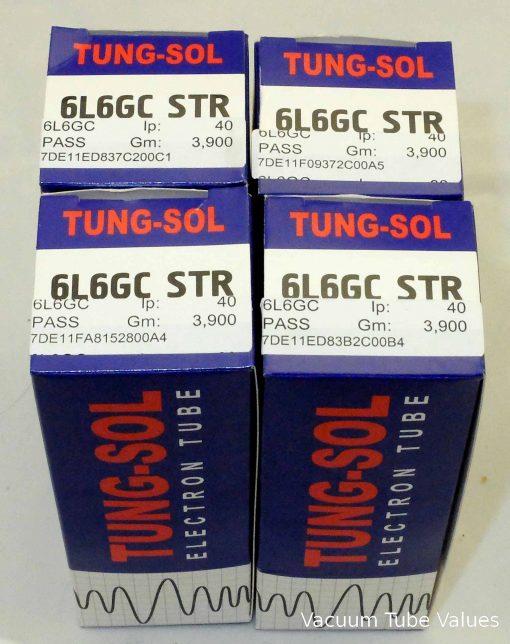 TUNG-SOL
6L6GC STR
6L6GC Ip: 40
PASS Gm: 3,900
7DE11ED837C200C1
TUNG-SOL
6L6GC STR
6L6GC Ip: 40
PASS Gm: 3,900
7DE11F09372C00A5
TUNG-SOL
6L6GC STR
6L6GC Ip: 40
PASS Gm: 3,900
7DE11FA8152800A4
TUNG-SOL
6L6GC STR
6L6GC Ip: 40
PASS Gm: 3,900
7DE11ED83B2C00B4
TUNG-SOL
ELECTRON TUBE
TUNG-SOL
ELECTRON TUBE
Vacuum Tube Values